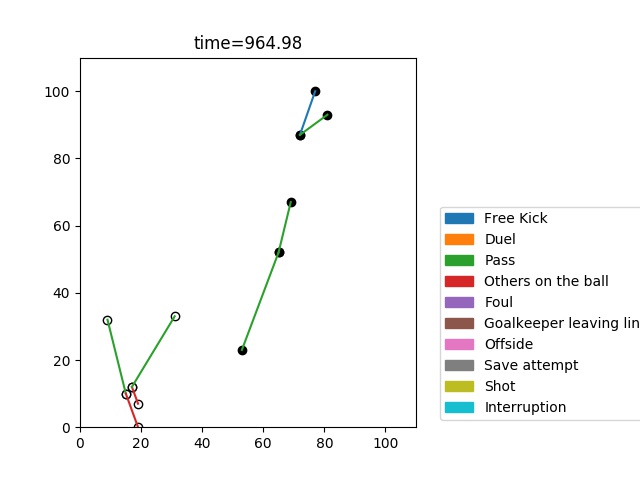 time=964.98
100
80
60
40
20
0
0 20 40 60 80 100
Free Kick
Duel
Pass
Others on the ball
Foul
Goalkeeper leaving lin
Offside
Save attempt
Shot
Interruption